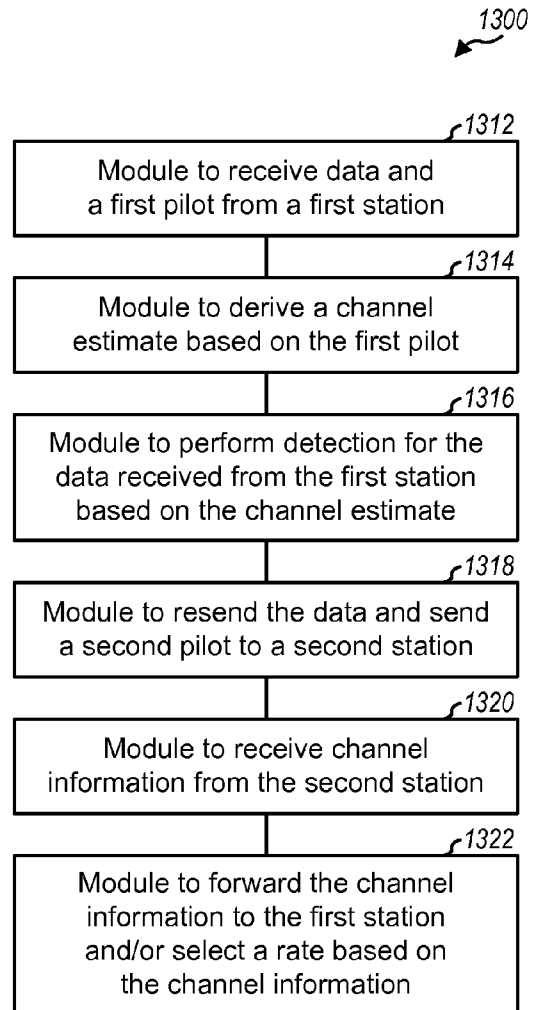 1300
1312
Module to receive data and
a first pilot from a first station
1314
Module to derive a channel
estimate based on the first pilot
1316
Module to perform detection for the
data received from the first station
based on the channel estimate
1318
Module to resend the data and send
a second pilot to a second station
1320
Module to receive channel
information from the second station
1322
Module to forward the channel
information to the first station
and/or select a rate based on
the channel information